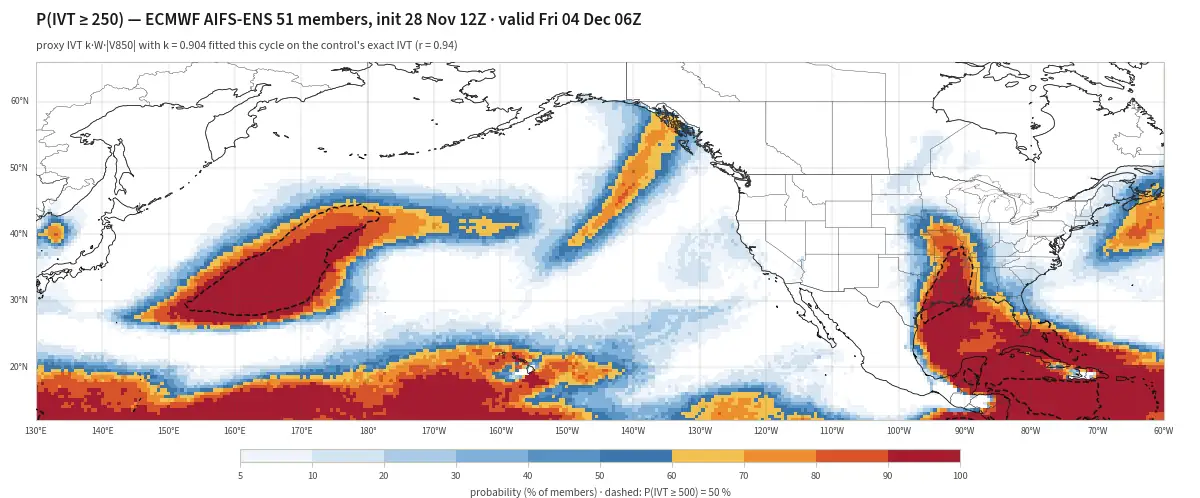 P(IVT ≥ 250) — ECMWF AIFS-ENS 51 members, init 28 Nov 12Z · valid Fri 04 Dec 06Z
proxy IVT k·W·|V850| with k = 0.904 fitted this cycle on the control's exact IVT (r = 0.94)
60°N
50°N
40°N
30°N
20°N
130°E 140°E 150°E 160°E 170°E 180° 170°W 160°W 150°W 140°W 130°W 120°W 110°W 100°W 90°W 80°W 70°W 60°W
5 10 20 30 40 50 60 70 80 90 100
probability (% of members) · dashed: P(IVT ≥ 500) = 50 %